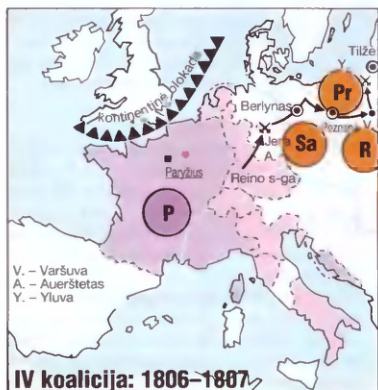 Tilžė
Y
Pr
kontinentinė blokada
Berlynas
Poznanė
Jena
A.
Sa
R
Paryžius
Reino s-ga
P
V. – Varšuva
A. – Auerštetas
Y – Yluva
IV koalicija: 1806–1807